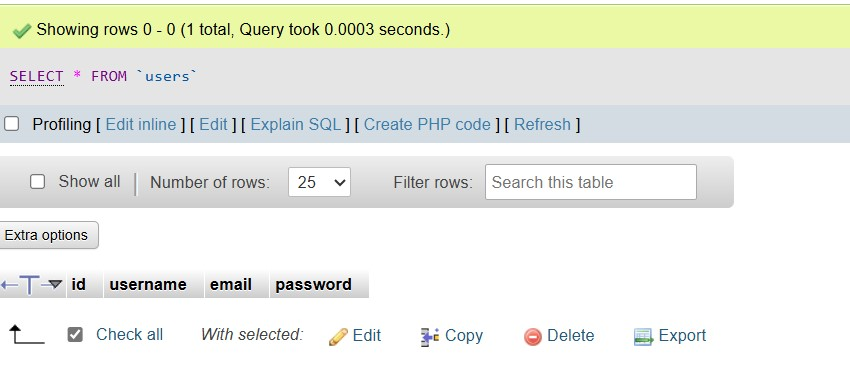 Showing rows 0 - 0 (1 total, Query took 0.0003 seconds.)
SELECT * FROM `users`
Profiling [ Edit inline ] [ Edit ] [ Explain SQL ] [ Create PHP code ] [ Refresh ]
Show all | Number of rows: 25 Filter rows: Search this table
Extra options
id username email password
Check all With selected: Edit Copy Delete Export